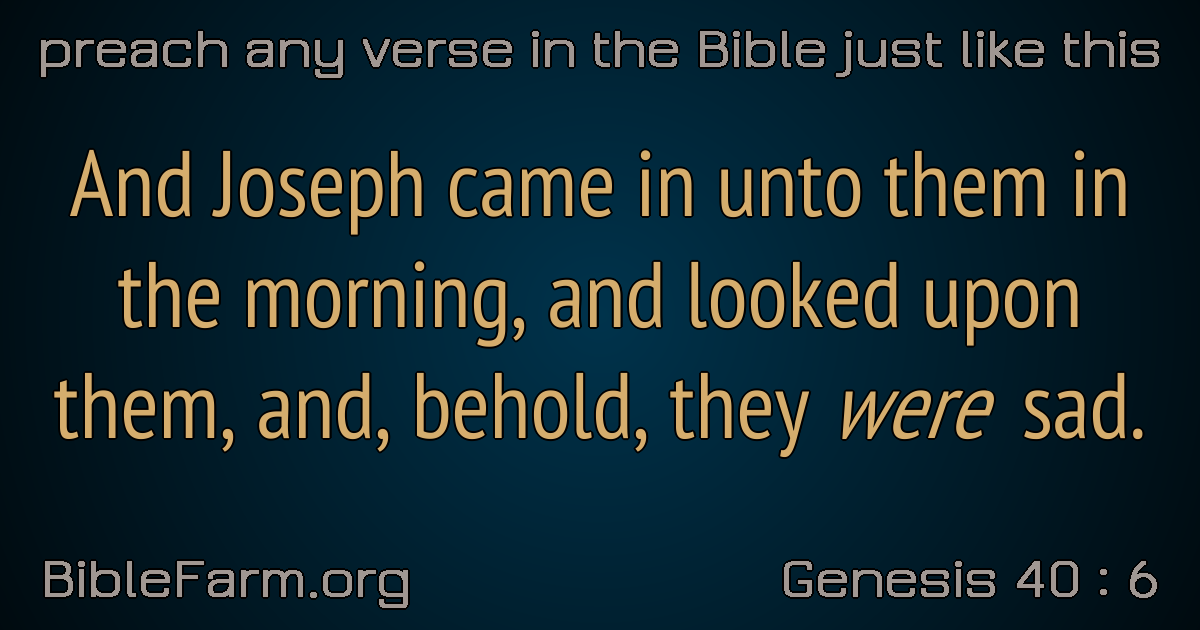 preach any verse in the Bible just like this
And Joseph came in unto them in
the morning, and looked upon
them, and, behold, they were sad.
BibleFarm.org
Genesis 40 : 6